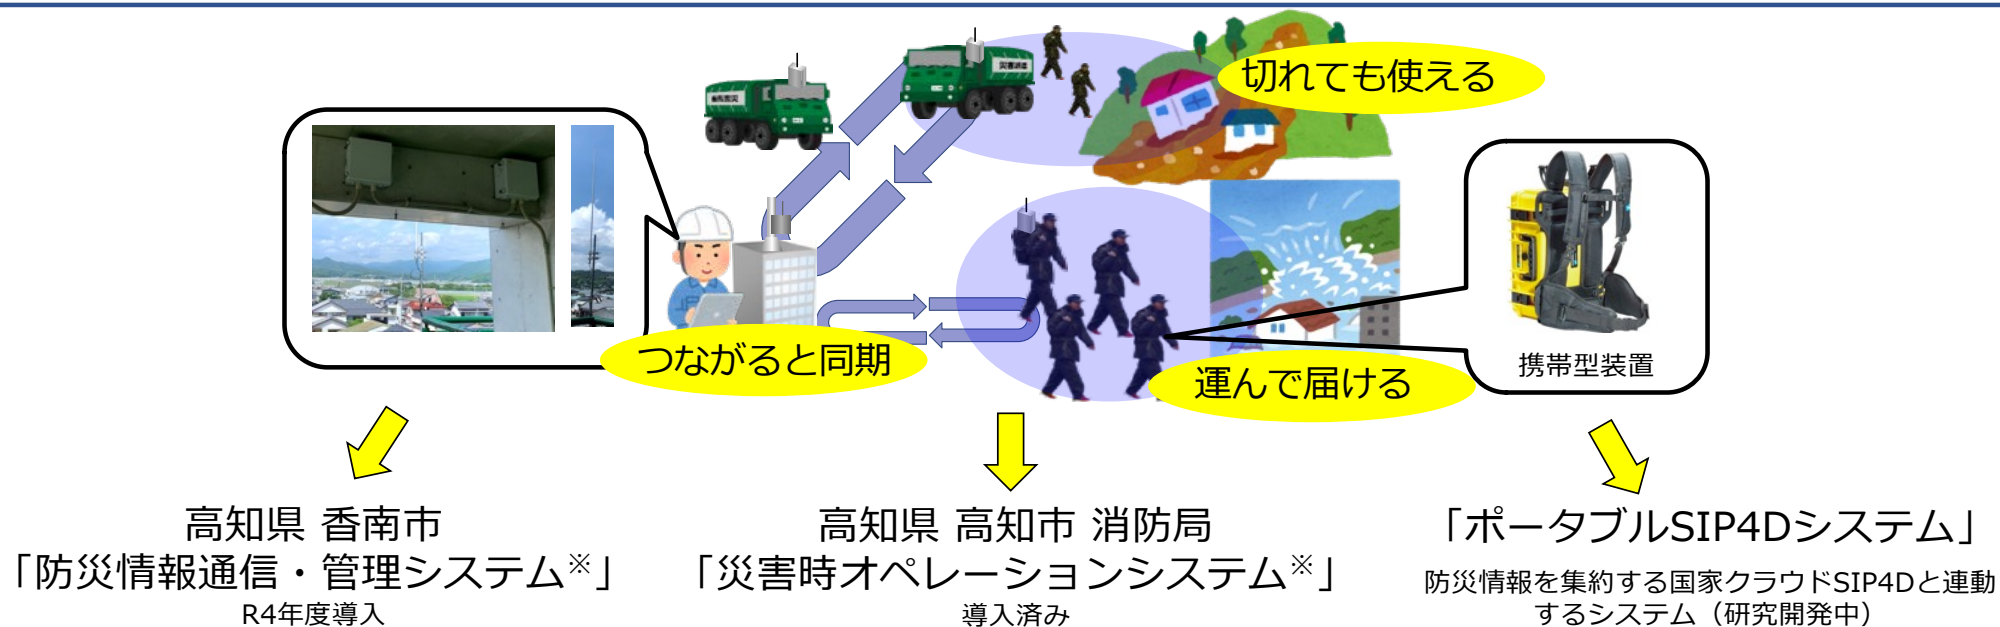 切れても使える
つながると同期
運んで届ける
携帯型装置
高知県 香南市
「防災情報通信・管理システム※」
R4年度導入
高知県 高知市 消防局
「災害時オペレーションシステム※」
導入済み
「ポータブルSIP4Dシステム」
防災情報を集約する国家クラウドSIP4Dと連動
するシステム（研究開発中）